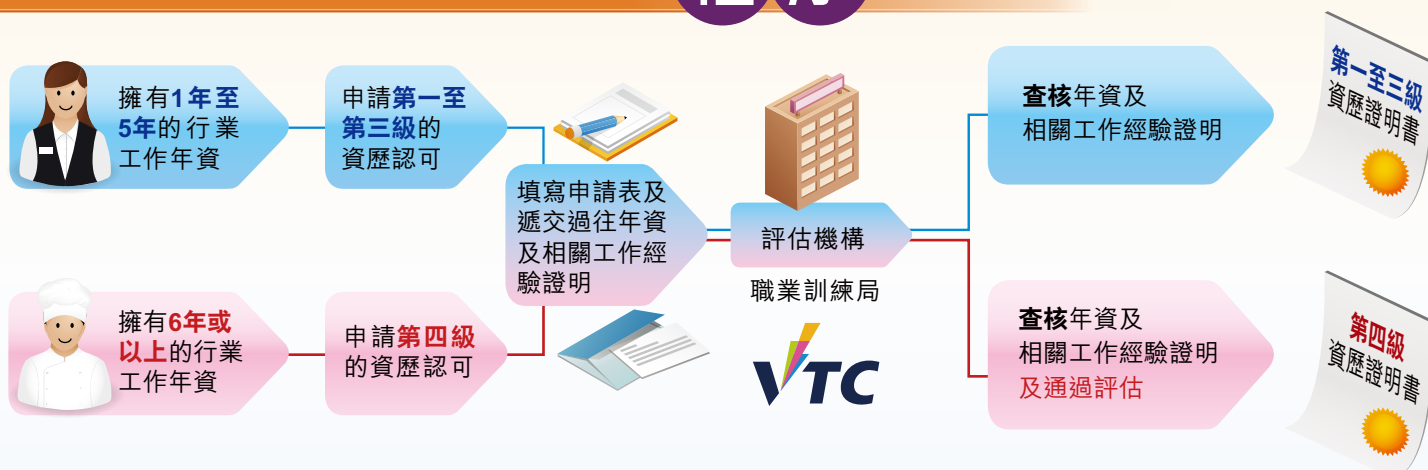 擁有1年至
5年的行業
工作年資
申請第一至
第三級的
資歷認可
擁有6年或
以上的行業
工作年資
申請第四級
的資歷認可
填寫申請表及
遞交過往年資
及相關工作經
驗證明
評估機構
職業訓練局
VTC
查核年資及
相關工作經驗證明
第一至三級
資歷證明書
查核年資及
相關工作經驗證明
及通過評估
第四級
資歷證明書